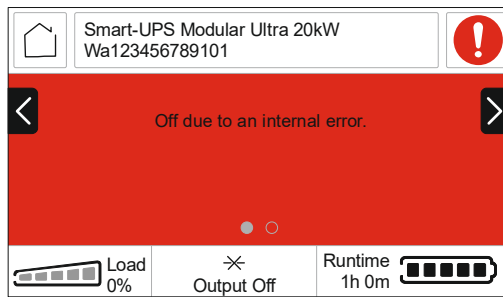 Smart-UPS Modular Ultra 20kW
Wa123456789101
Off due to an internal error.
Load
0%
Output Off
Runtime
1h 0m